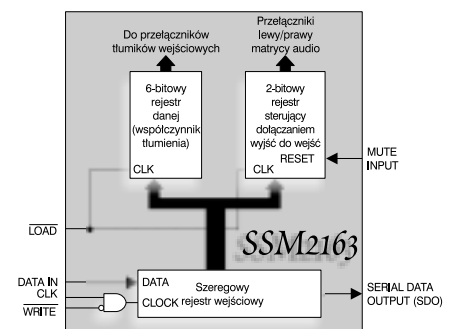 Do przełączników
tłumików wejściowych
Przełączniki
lewy/prawy
matrycy audio
6-bitowy
rejestr
danej
(współczynnik
tłumienia)
CLK
2-bitowy
rejestr
sterujący
dołączaniem
wyjść do wejść
RESET
CLK
MUTE
INPUT
LOAD
SSM2163
DATA IN
CLK
WRITE
DATA
CLOCK
Szeregowy
rejestr wejściowy
SERIAL DATA
OUTPUT (SDO)